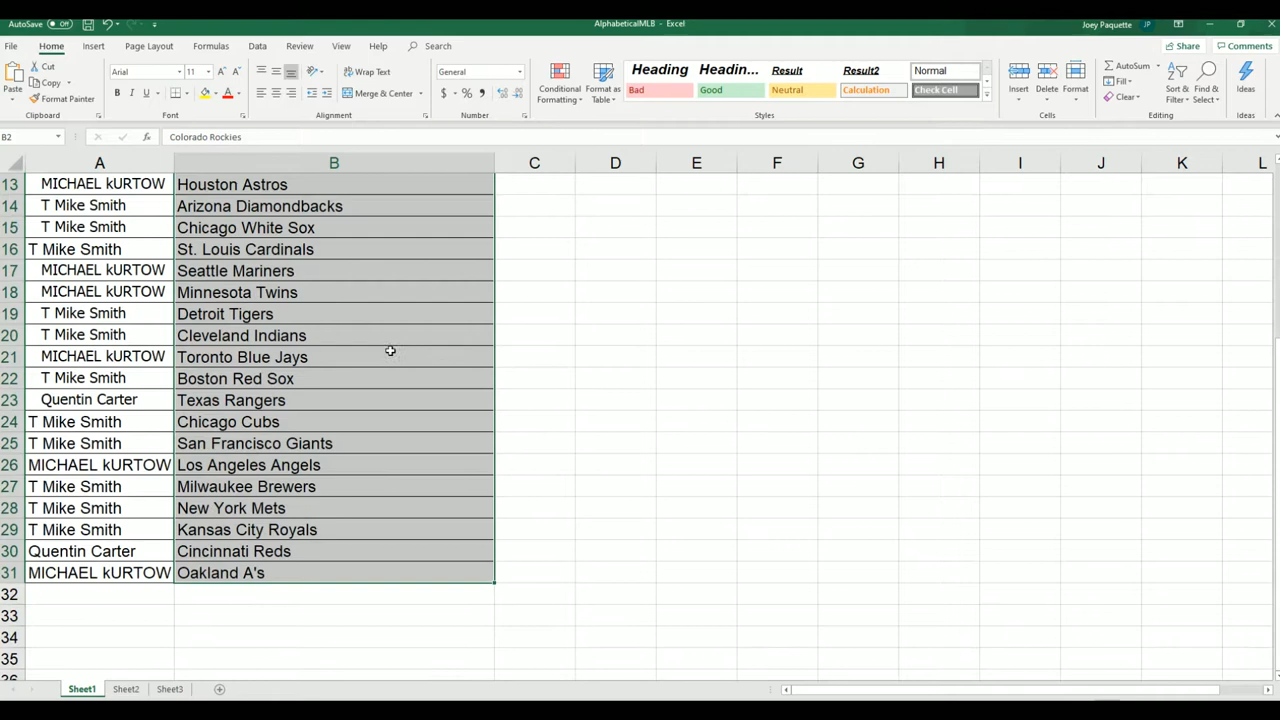 AutoSave Off AlphabeticalMLB - Excel Joey Paquette JP
File Home Insert Page Layout Formulas Data Review View Help Search Share Comments
Paste Cut Copy Format Painter Clipboard
Arial 11 A A B I U A Font
Wrap Text Merge & Center Alignment
General $ % Number
Conditional Formatting Format as Table
Heading Headin... Result Result2 Normal
Bad Good Neutral Calculation Check Cell
Styles
Insert Delete Format Cells
AutoSum Fill Clear Sort & Filter Find & Select Editing
Ideas Ideas
B2 fx Colorado Rockies
A B C D E F G H I J K L
13 MICHAEL kURTOW Houston Astros
14 T Mike Smith Arizona Diamondbacks
15 T Mike Smith Chicago White Sox
16 T Mike Smith St. Louis Cardinals
17 MICHAEL kURTOW Seattle Mariners
18 MICHAEL kURTOW Minnesota Twins
19 T Mike Smith Detroit Tigers
20 T Mike Smith Cleveland Indians
21 MICHAEL kURTOW Toronto Blue Jays
22 T Mike Smith Boston Red Sox
23 Quentin Carter Texas Rangers
24 T Mike Smith Chicago Cubs
25 T Mike Smith San Francisco Giants
26 MICHAEL kURTOW Los Angeles Angels
27 T Mike Smith Milwaukee Brewers
28 T Mike Smith New York Mets
29 T Mike Smith Kansas City Royals
30 Quentin Carter Cincinnati Reds
31 MICHAEL kURTOW Oakland A's
32
33
34
35
36
Sheet1 Sheet2 Sheet3